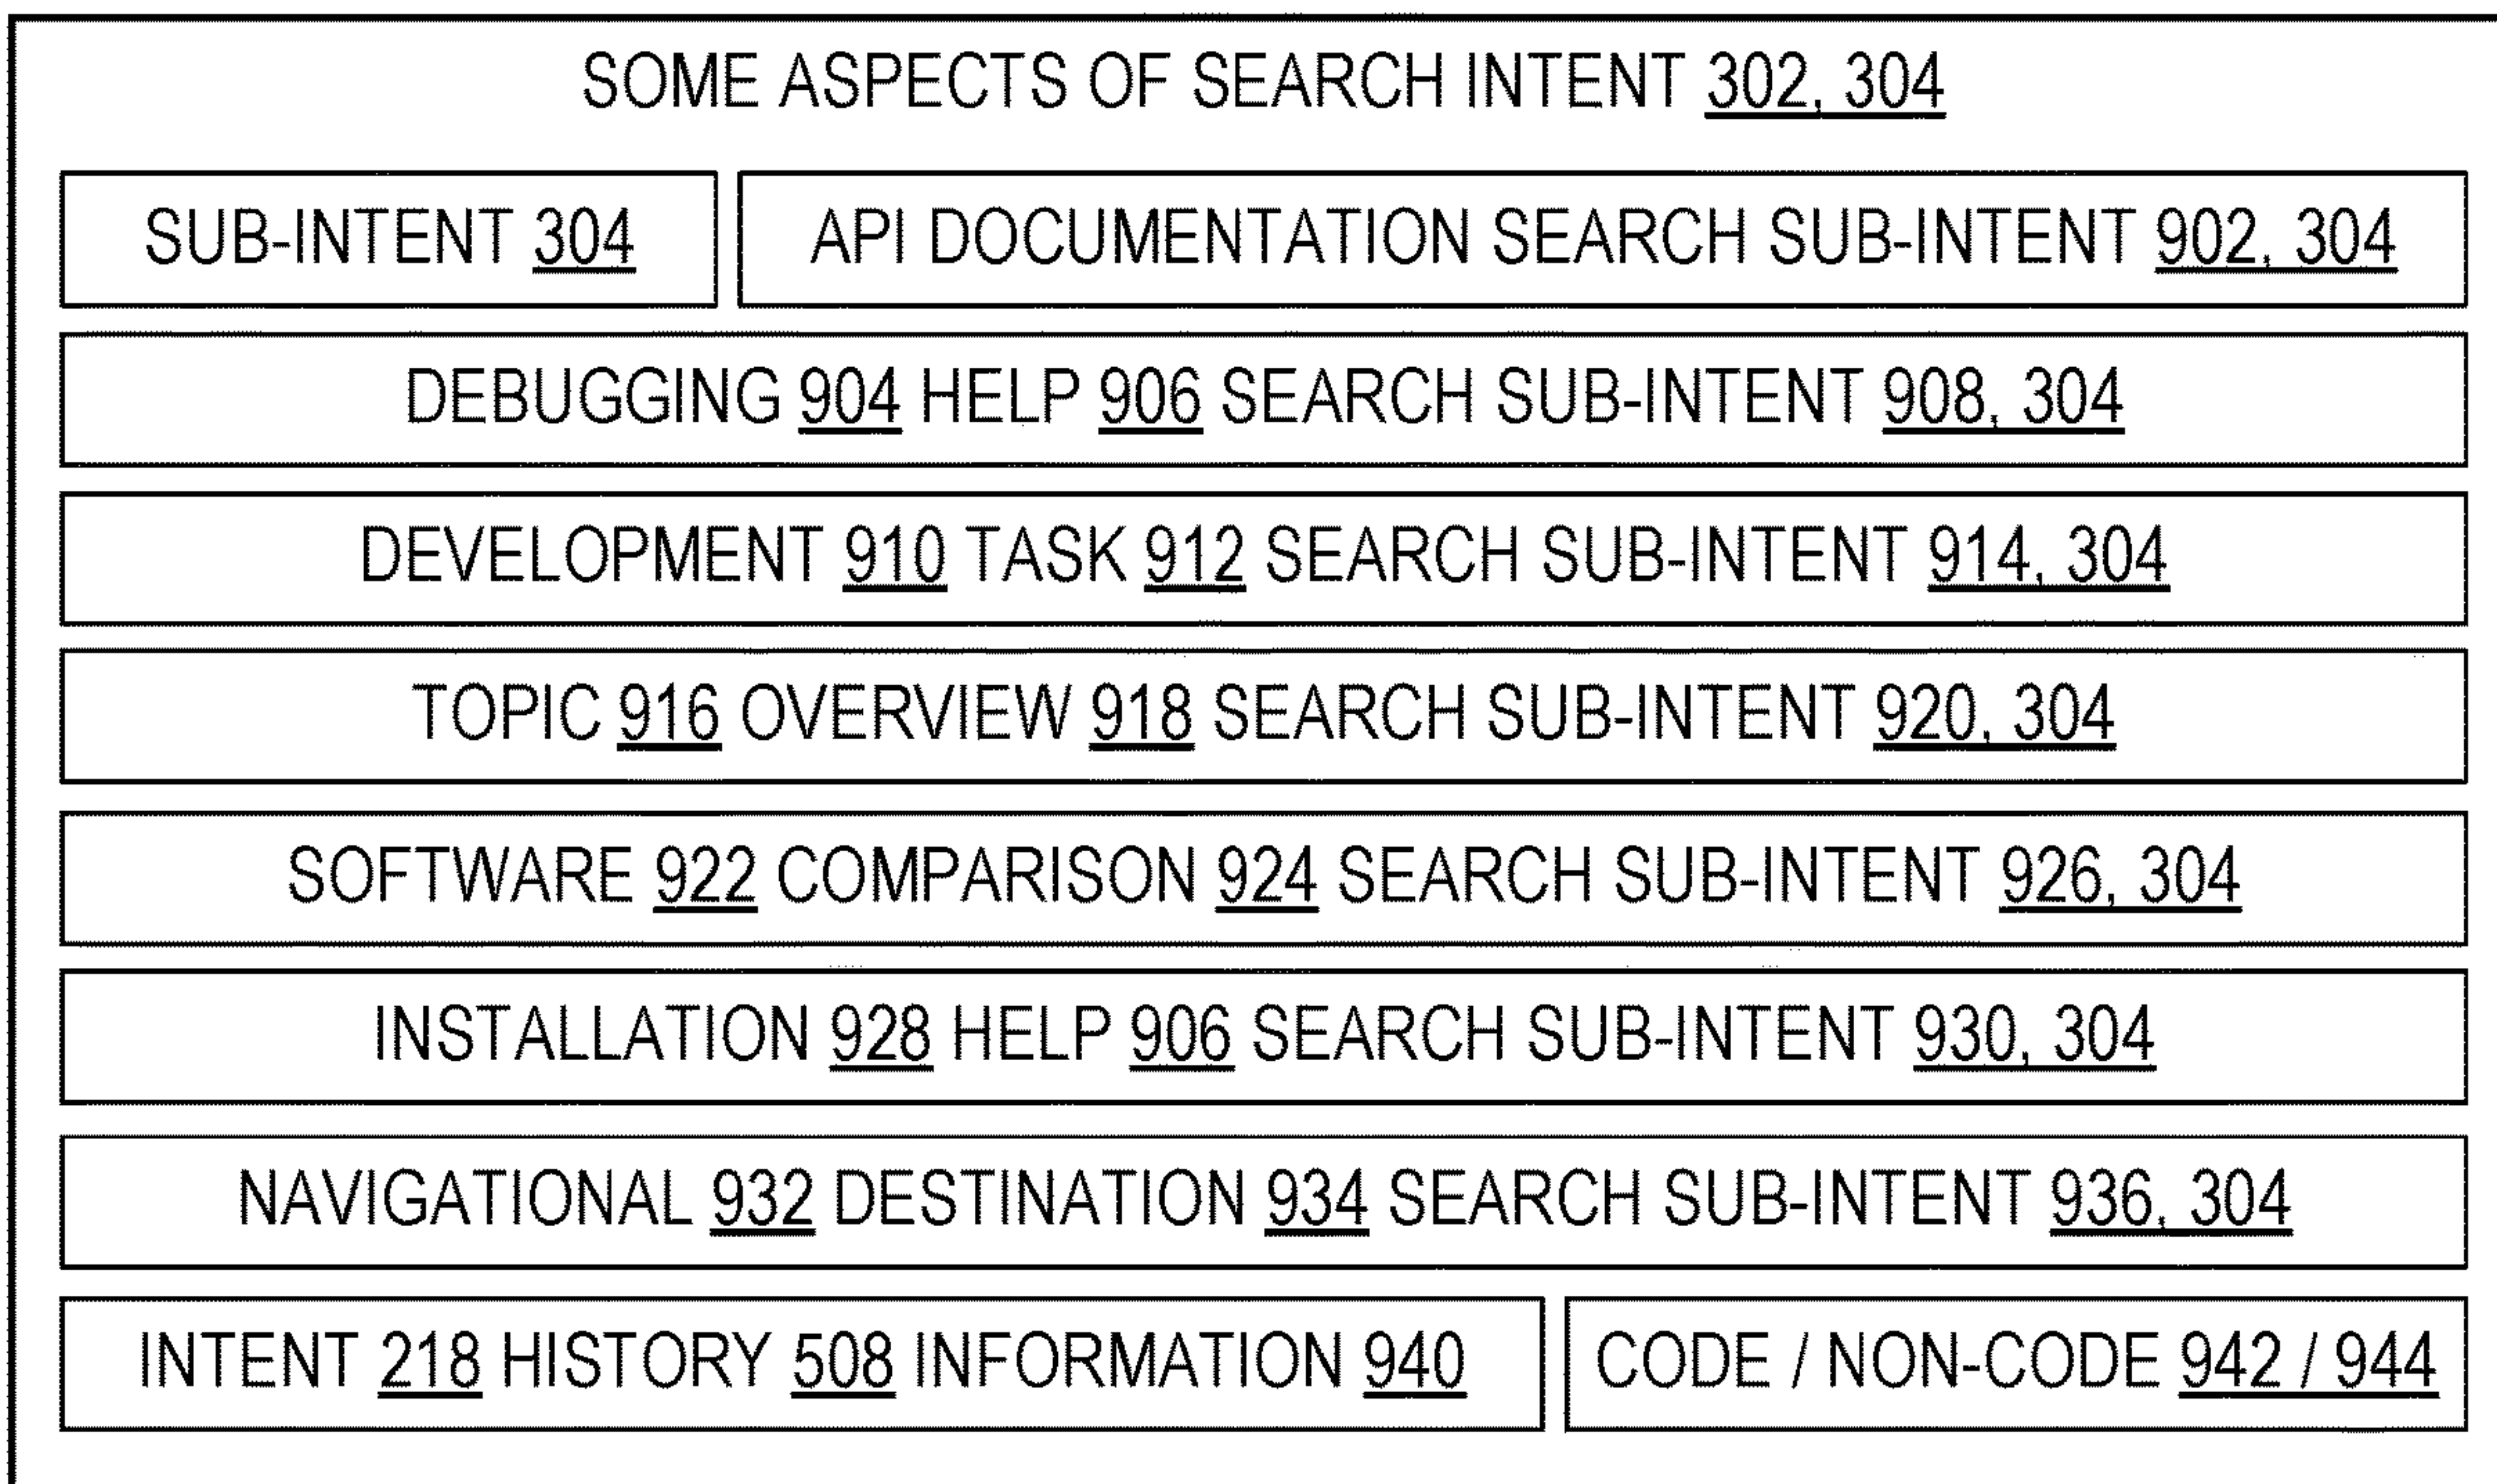 SOME ASPECTS OF SEARCH INTENT 302, 304
SUB-INTENT 304
API DOCUMENTATION SEARCH SUB-INTENT 902, 304
DEBUGGING 904 HELP 906 SEARCH SUB-INTENT 908, 304
DEVELOPMENT 910 TASK 912 SEARCH SUB-INTENT 914, 304
TOPIC 916 OVERVIEW 918 SEARCH SUB-INTENT 920, 304
SOFTWARE 922 COMPARISON 924 SEARCH SUB-INTENT 926, 304
INSTALLATION 928 HELP 906 SEARCH SUB-INTENT 930, 304
NAVIGATIONAL 932 DESTINATION 934 SEARCH SUB-INTENT 936, 304
INTENT 218 HISTORY 508 INFORMATION 940
CODE / NON-CODE 942 / 944